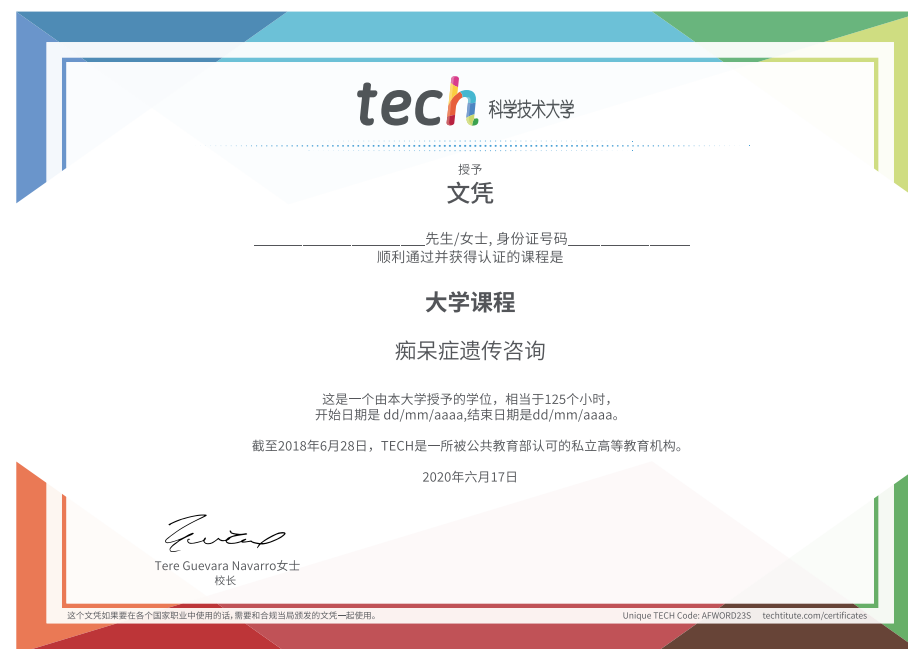 tech 科学技术大学
授予
文凭
先生/女士, 身份证号码
顺利通过并获得认证的课程是
大学课程
痴呆症遗传咨询
这是一个由本大学授予的学位，相当于125个小时，
开始日期是 dd/mm/aaaa,结束日期是dd/mm/aaaa。
截至2018年6月28日，TECH是一所被公共教育部认可的私立高等教育机构。
2020年六月17日
Tere Guevara Navarro女士
校长
这个文凭如果要在各个国家职业中使用的话,需要和合规当局颁发的文凭一起使用。
Unique TECH Code: AFWORD23S techtitute.com/certificates